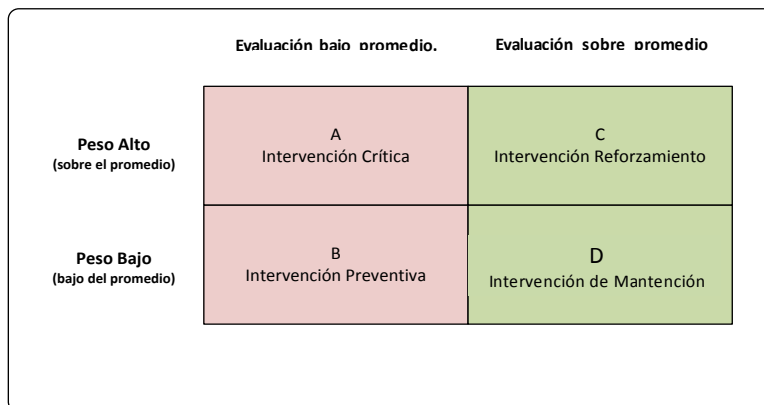 Evaluación bajo promedio.
Evaluación sobre promedio
Peso Alto
(sobre el promedio)
A
Intervención Crítica
C
Intervención Reforzamiento
Peso Bajo
(bajo del promedio)
B
Intervención Preventiva
D
Intervención de Mantención